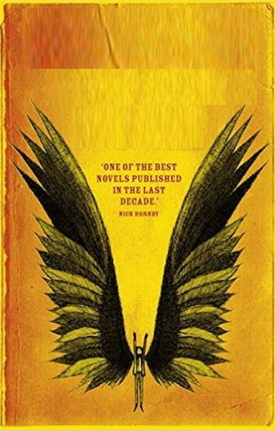 'ONE OF THE BEST
NOVELS PUBLISHED
IN THE LAST
DECADE.'
NICK HORNBY